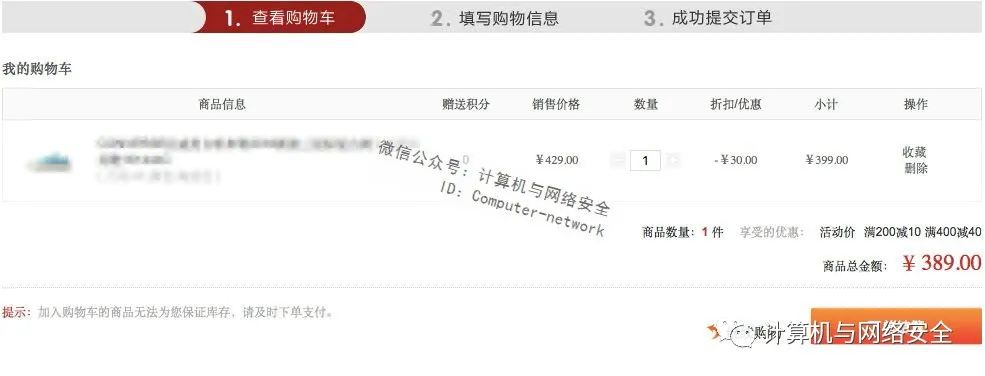 1. 查看购物车 2. 填写购物信息 3. 成功提交订单
我的购物车
商品信息 赠送积分 销售价格 数量 折扣/优惠 小计 操作
0 ￥429.00 1 -￥30.00 ￥399.00 收藏
删除
微信公众号：计算机与网络安全
ID：Computer-network
商品数量：1 件 享受的优惠： 活动价 满200减10 满400减40
商品总金额： ￥389.00
提示：加入购物车的商品无法为您保证库存，请及时下单支付。
计算机与网络安全